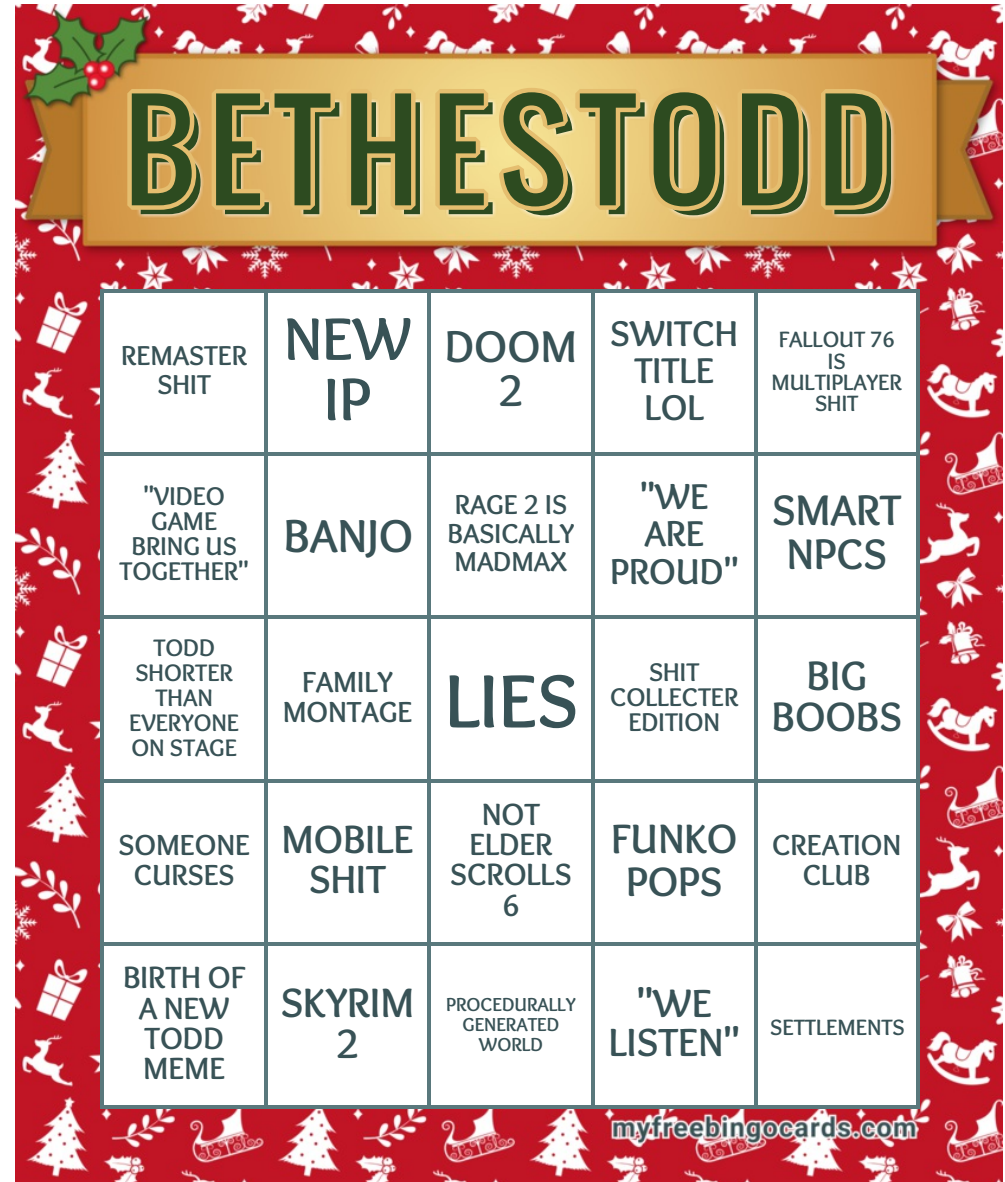 BETHESTODD
REMASTER
SHIT
NEW
IP
DOOM
2
SWITCH
TITLE
LOL
FALLOUT 76
IS
MULTIPLAYER
SHIT
"VIDEO
GAME
BRING US
TOGETHER"
BANJO
RAGE 2 IS
BASICALLY
MADMAX
"WE
ARE
PROUD"
SMART
NPCS
TODD
SHORTER
THAN
EVERYONE
ON STAGE
FAMILY
MONTAGE
LIES
SHIT
COLLECTER
EDITION
BIG
BOOBS
SOMEONE
CURSES
MOBILE
SHIT
NOT
ELDER
SCROLLS
6
FUNKO
POPS
CREATION
CLUB
BIRTH OF
A NEW
TODD
MEME
SKYRIM
2
PROCEDURALLY
GENERATED
WORLD
"WE
LISTEN"
SETTLEMENTS
myfreebingocards.com